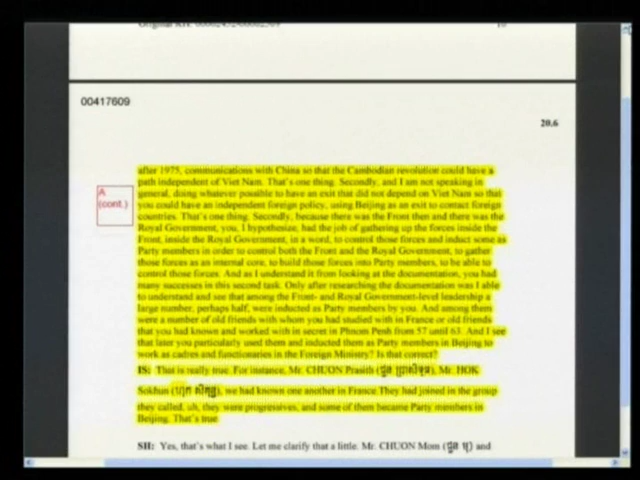 00417609
20.6
A
(cont.)
after 1975, communications with China so that the Cambodian revolution could have a
path independent of Viet Nam. That's one thing. Secondly, and I am not speaking in
general, doing whatever possible to have an exit that did not depend on Viet Nam so that
you could have an independent foreign policy, using Beijing as an exit to contact foreign
countries. That's one thing. Secondly, because there was the Front then and there was the
Royal Government, you, I hypothesize, had the job of gathering up the forces inside the
Front, inside the Royal Government, in a word, to control those forces and induct some as
Party members in order to control both the Front and the Royal Government, to gather
those forces as an internal core, to build those forces into Party members, to be able to
control those forces. And as I understand it from looking at the documentation, you had
many successes in this second task. Only after researching the documentation was I able
to understand and see that among the Front- and Royal Government-level leadership a
large number, perhaps half, were inducted as Party members by you. And among them
were a number of old friends with whom you had studied with in France or old friends
that you had known and worked with in secret in Phnom Penh from 57 until 63. And I see
that later you particularly used them and inducted them as Party members in Beijing to
work as cadres and functionaries in the Foreign Ministry? Is that correct?
IS: That is really true. For instance, Mr. CHUON Prasith (ជួន ប្រាសិទ្ធ), Mr. HOK
Sokhun (ហុក សុខុន), we had known one another in France. They had joined in the group
they called, uh, they were progressives, and some of them became Party members in
Beijing. That's true
SH: Yes, that's what I see. Let me clarify that a little. Mr. CHUON Mom (ជួន ម៉ុ) and